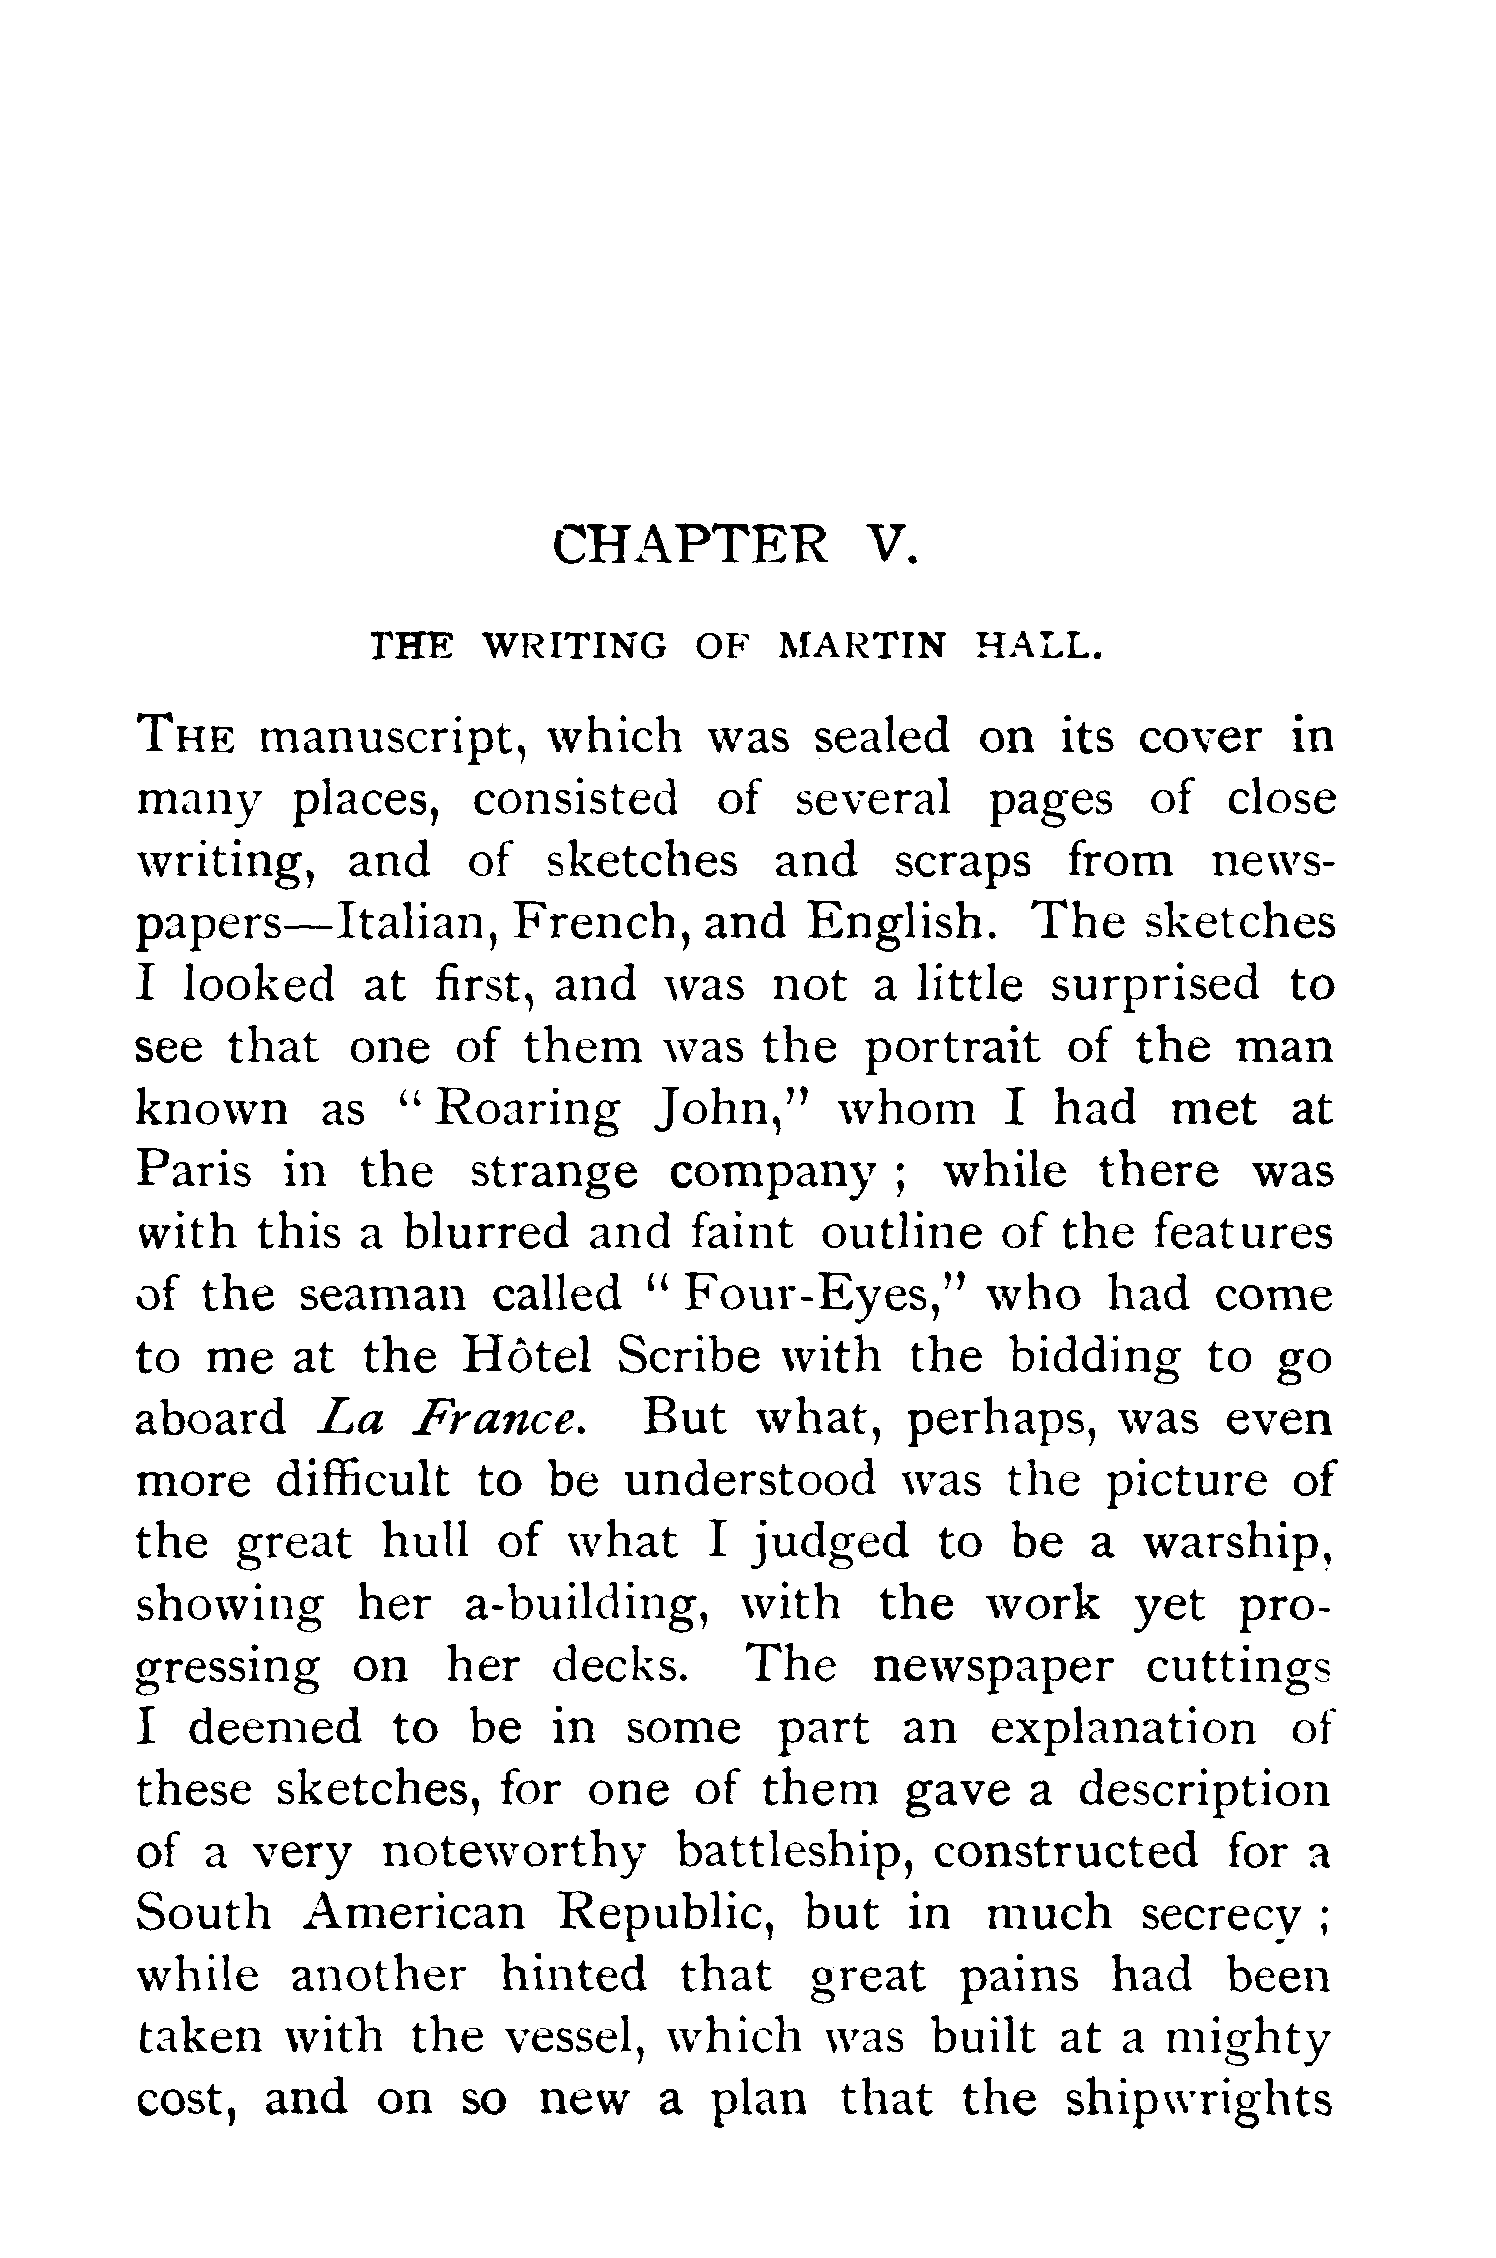 CHAPTER V.
THE WRITING OF MARTIN HALL.
THE manuscript, which was sealed on its cover in
many places, consisted of several pages of close
writing, and of sketches and scraps from news-
papers—Italian, French, and English. The sketches
I looked at first, and was not a little surprised to
see that one of them was the portrait of the man
known as “Roaring John,” whom I had met at
Paris in the strange company ; while there was
with this a blurred and faint outline of the features
of the seaman called “Four-Eyes,” who had come
to me at the Hôtel Scribe with the bidding to go
aboard La France. But what, perhaps, was even
more difficult to be understood was the picture of
the great hull of what I judged to be a warship,
showing her a-building, with the work yet pro-
gressing on her decks. The newspaper cuttings
I deemed to be in some part an explanation of
these sketches, for one of them gave a description
of a very noteworthy battleship, constructed for a
South American Republic, but in much secrecy ;
while another hinted that great pains had been
taken with the vessel, which was built at a mighty
cost, and on so new a plan that the shipwrights